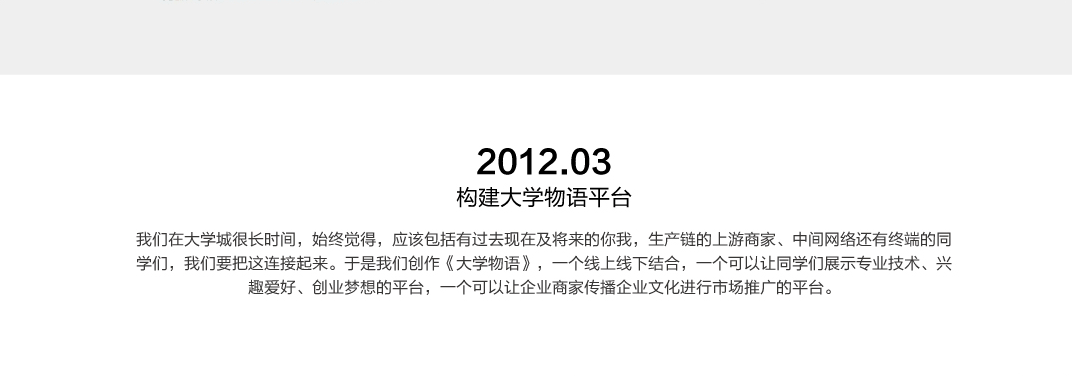 2012.03
构建大学物语平台
我们在大学城很长时间，始终觉得，应该包括有过去现在及将来的你我，生产链的上游商家、中间网络还有终端的同
学们，我们要把这连接起来。于是我们创作《大学物语》，一个线上线下结合，一个可以让同学们展示专业技术、兴
趣爱好、创业梦想的平台，一个可以让企业商家传播企业文化进行市场推广的平台。